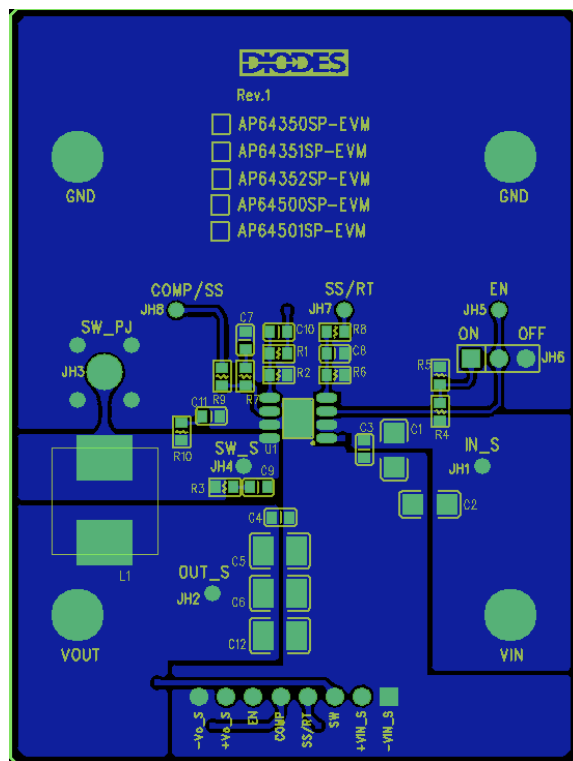 DIODES
Rev.1
AP64350SP-EVM
AP64351SP-EVM
AP64352SP-EVM
AP64500SP-EVM
AP64501SP-EVM
GND
GND
COMP/SS
SS/RT
EN
JH8
JH7
JH5
SW_PJ
C7
C10
R8
ON
OFF
R1
C8
JH6
JH3
R2
R6
R5
R9
R7
C11
R4
R10
U1
C3
C1
SW_S
IN_S
JH4
JH1
R3
C9
C2
C4
C5
OUT_S
L1
JH2
C6
C12
VOUT
VIN
-Vo_S
+Vo_S
EN
COMP
SS/RT
SW
+VIN_S
-VIN_S